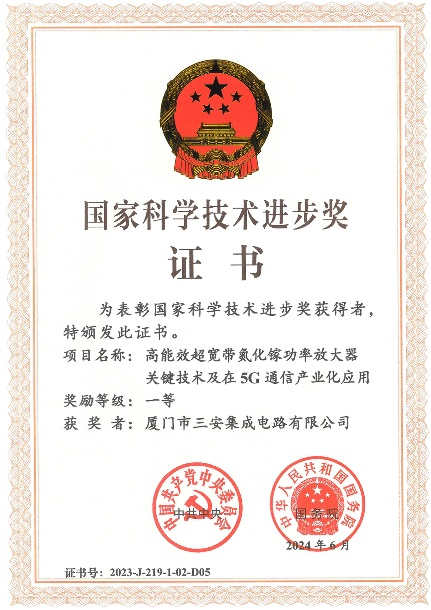 国家科学技术进步奖
证书
为表彰国家科学技术进步奖获得者，
特颁发此证书。
项目名称：高能效超宽带氮化镓功率放大器
关键技术及在5G通信产业化应用
奖励等级：一等
获奖者：厦门市三安集成电路有限公司
中国共产党中央委员会
中共中央
中华人民共和国国务院
国务院
2024年6月
证书号：2023-J-219-1-02-D05